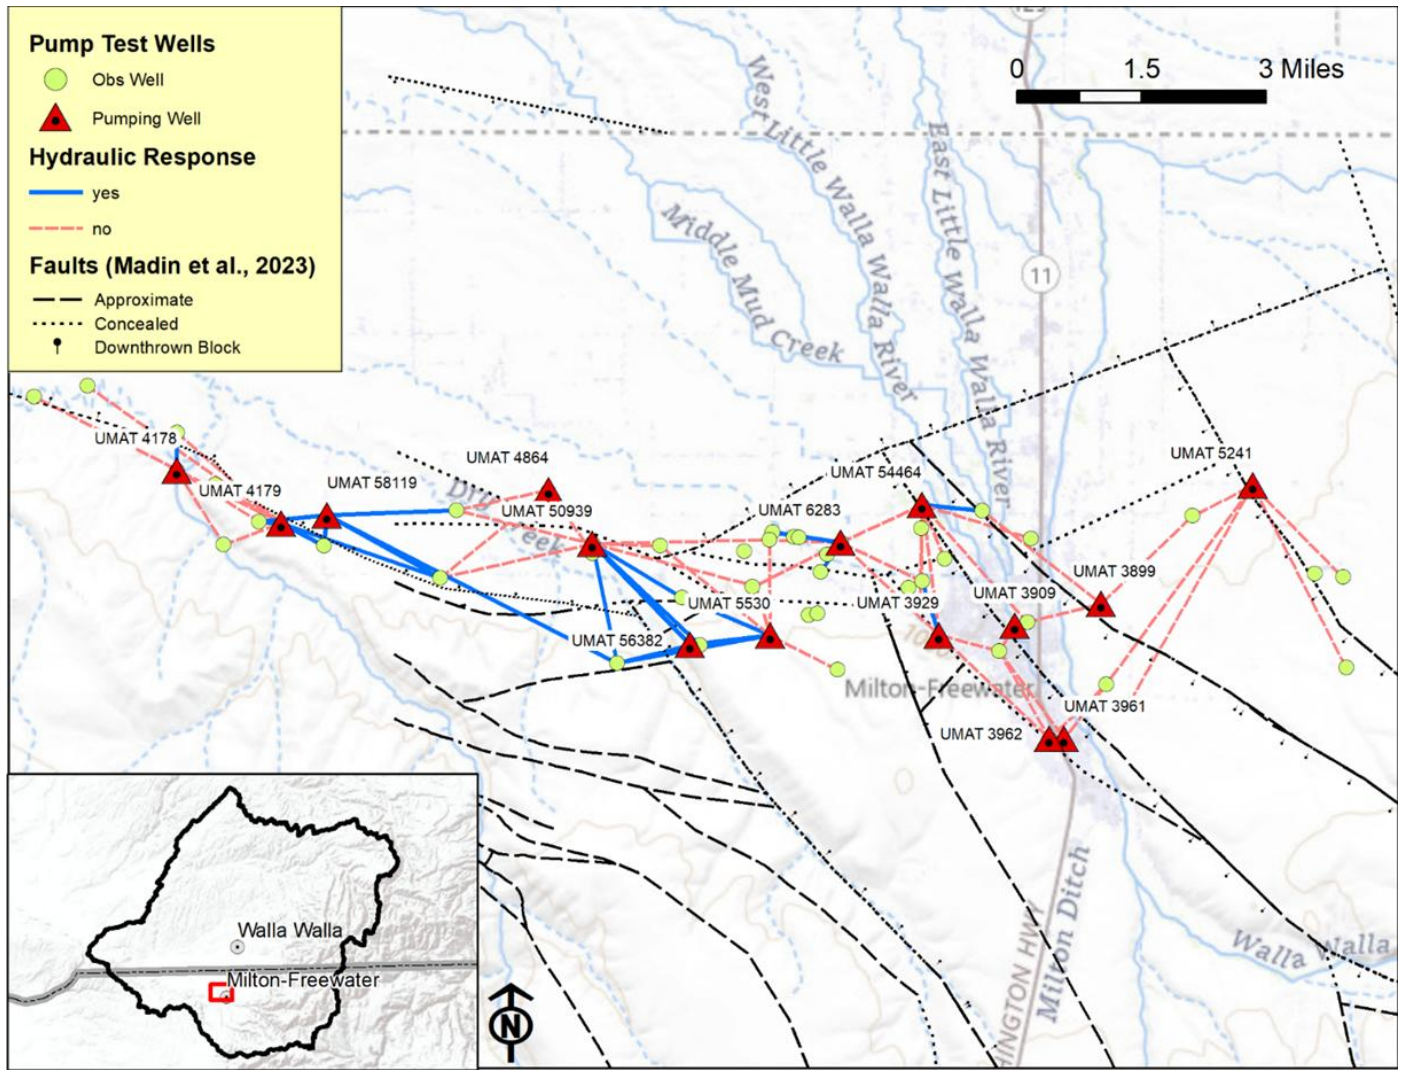 Pump Test Wells
Obs Well
Pumping Well
Hydraulic Response
yes
no
Faults (Madin et al., 2023)
Approximate
Concealed
Downthrown Block
0 1.5 3 Miles
11
West Little Walla Walla River
East Little Walla Walla River
Middle Mud Creek
UMAT 4178
UMAT 4179
UMAT 58119
UMAT 4864
UMAT 50939
UMAT 6283
UMAT 54464
UMAT 5241
UMAT 3899
UMAT 3909
UMAT 3929
UMAT 5530
UMAT 56382
Milton-Freewater
UMAT 3961
UMAT 3962
Walla Walla
Milton Ditch
HINGTON HWY
N
Walla Walla
Milton-Freewater